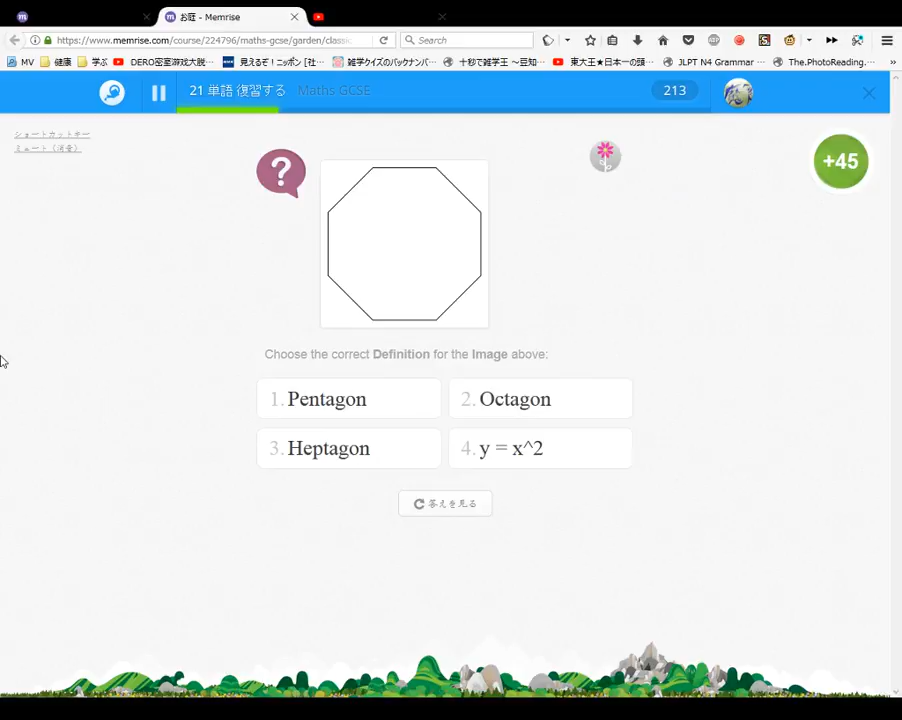 お庭 - Memrise
https://www.memrise.com/course/224796/maths-gcse/garden/classic
Search
MV
健康
学ぶ
DERO密室游戏大脱…
見えるぞ！ニッポン [社…
雑学クイズのバックナンバ…
十秒で雑学王 ～豆知…
東大王★日本一の頭…
JLPT N4 Grammar …
The.PhotoReading.…
21 単語 復習する Maths GCSE
213
ショートカットキー
ミュート（消音）
?
+45
Choose the correct Definition for the Image above:
1. Pentagon
2. Octagon
3. Heptagon
4. y = x^2
答えを見る